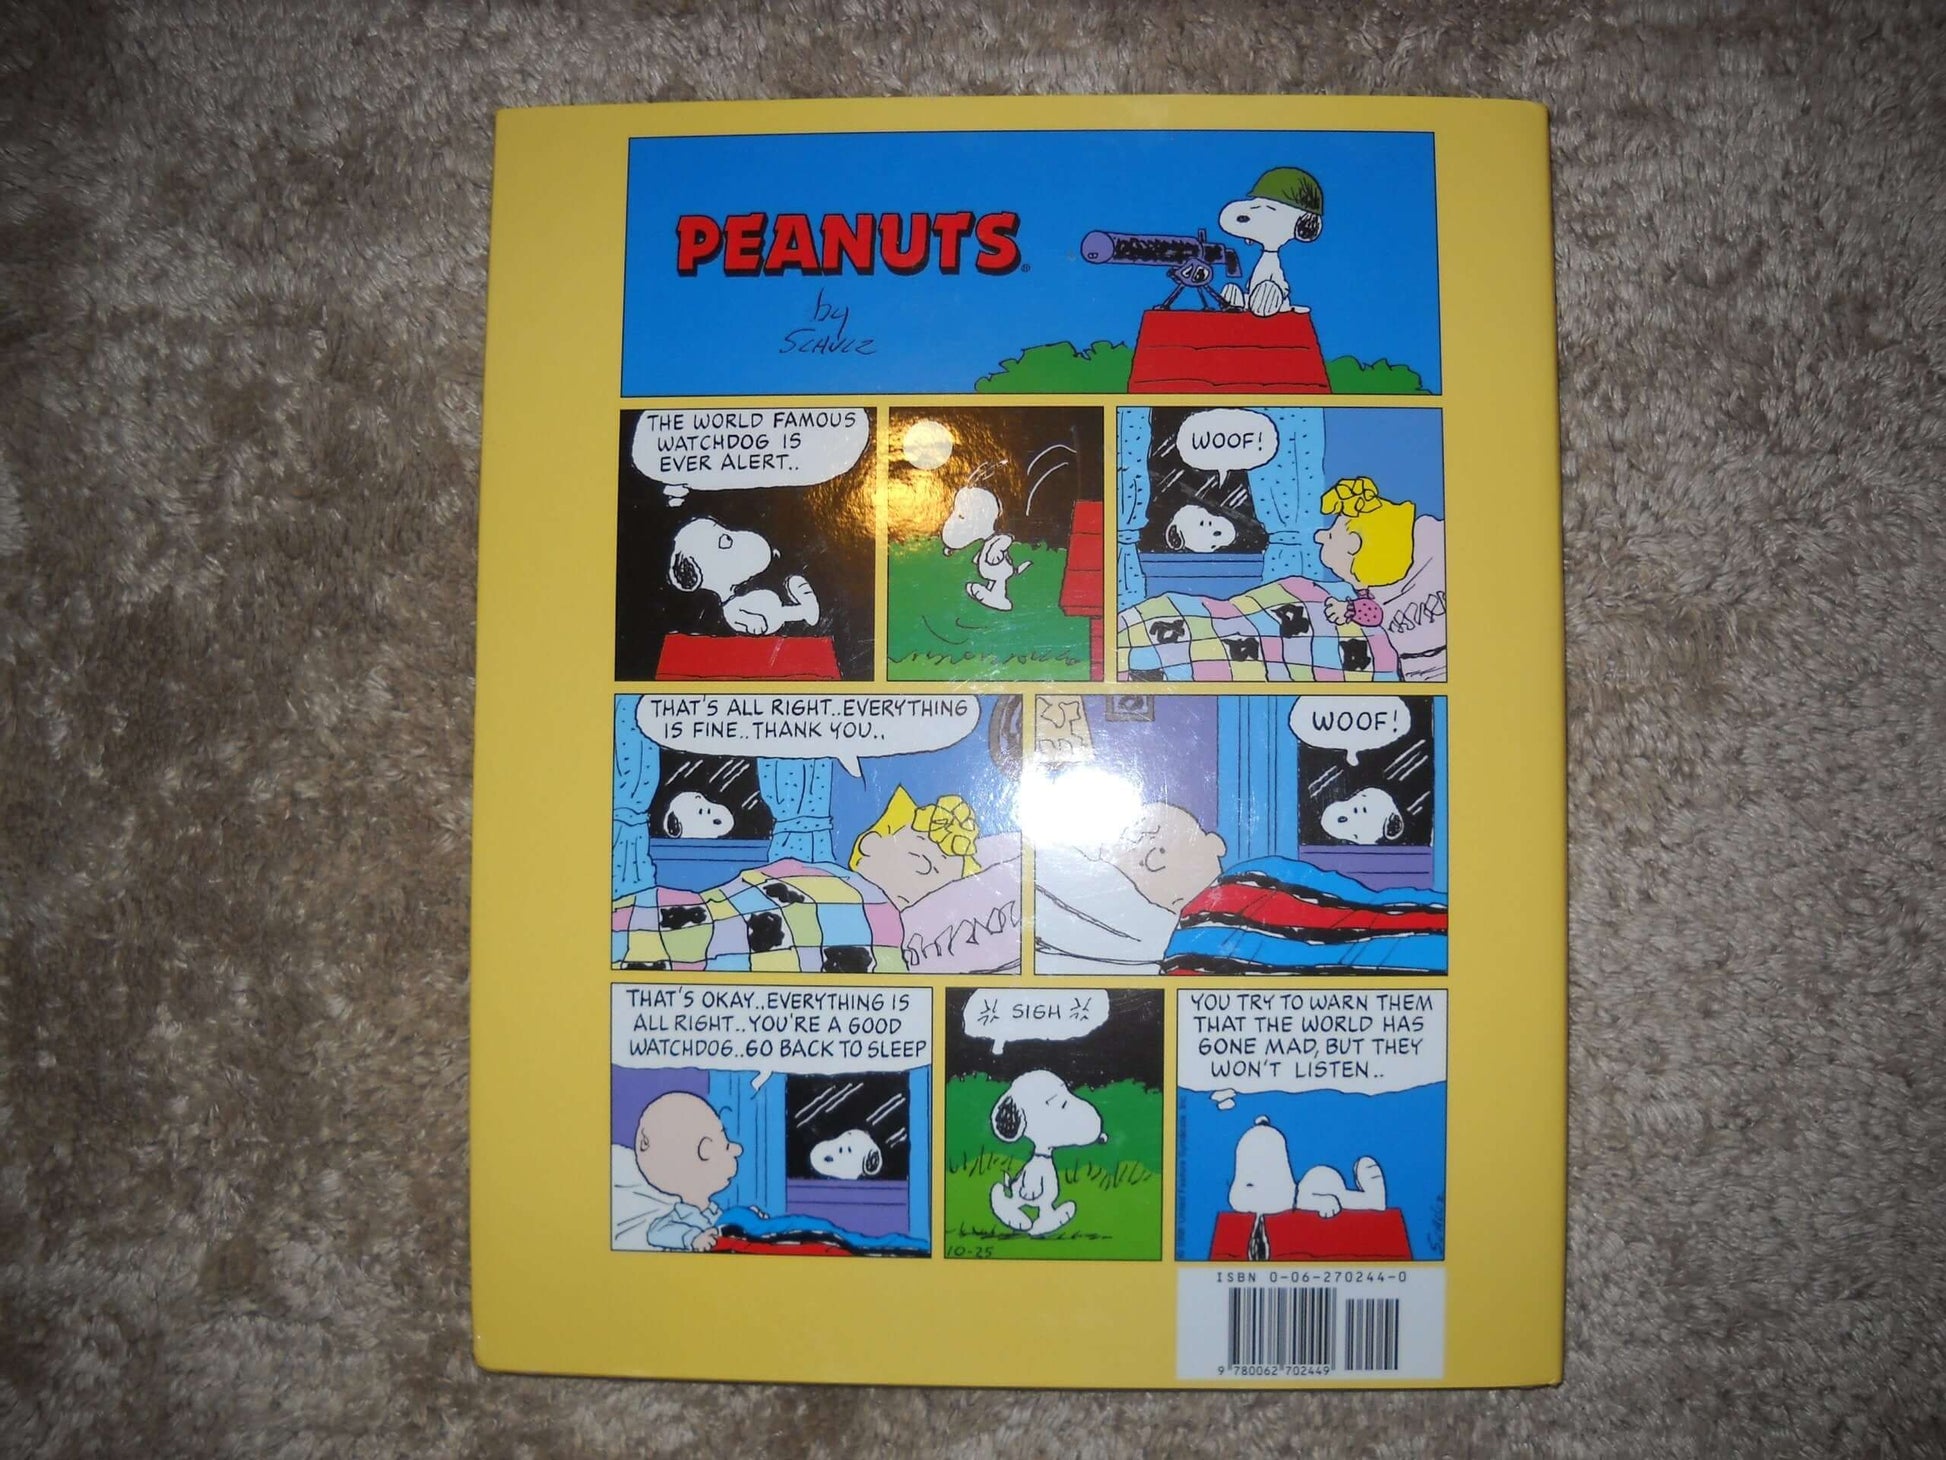 PEANUTS®
by
SCHULZ
THE WORLD FAMOUS
WATCHDOG IS
EVER ALERT..
WOOF!
THAT'S ALL RIGHT..EVERYTHING
IS FINE..THANK YOU..
WOOF!
THAT'S OKAY..EVERYTHING IS
ALL RIGHT..YOU'RE A GOOD
WATCHDOG..GO BACK TO SLEEP
SIGH
10-25
YOU TRY TO WARN THEM
THAT THE WORLD HAS
GONE MAD, BUT THEY
WON'T LISTEN..
SCHULZ
ISBN 0-06-270244-0
9 780062 702449